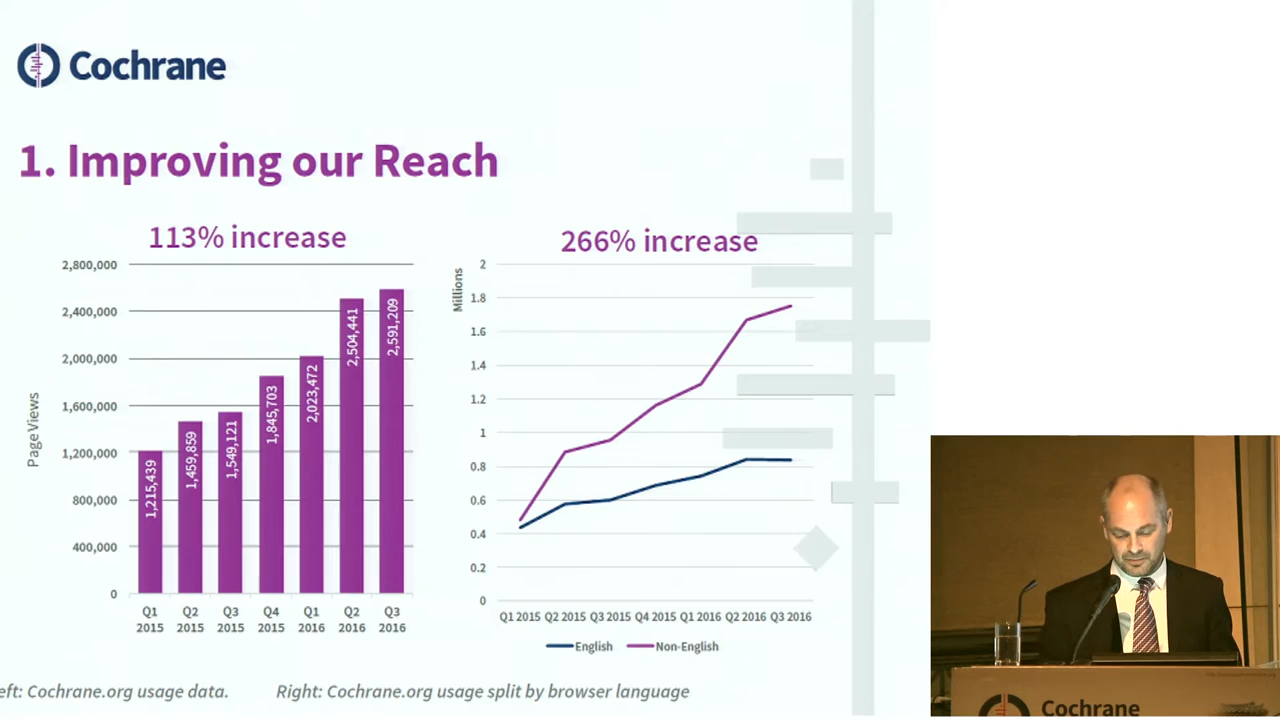 Cochrane
1. Improving our Reach
113% increase
Page Views
2,800,000
2,400,000
2,000,000
1,600,000
1,200,000
800,000
400,000
0
1,215,439
1,459,859
1,549,121
1,845,703
2,023,472
2,504,441
2,591,209
Q1 2015
Q2 2015
Q3 2015
Q4 2015
Q1 2016
Q2 2016
Q3 2016
266% increase
Millions
2
1.8
1.6
1.4
1.2
1
0.8
0.6
0.4
0.2
0
Q1 2015 Q2 2015 Q3 2015 Q4 2015 Q1 2016 Q2 2016 Q3 2016
English Non-English
eft: Cochrane.org usage data. Right: Cochrane.org usage split by browser language
Cochrane